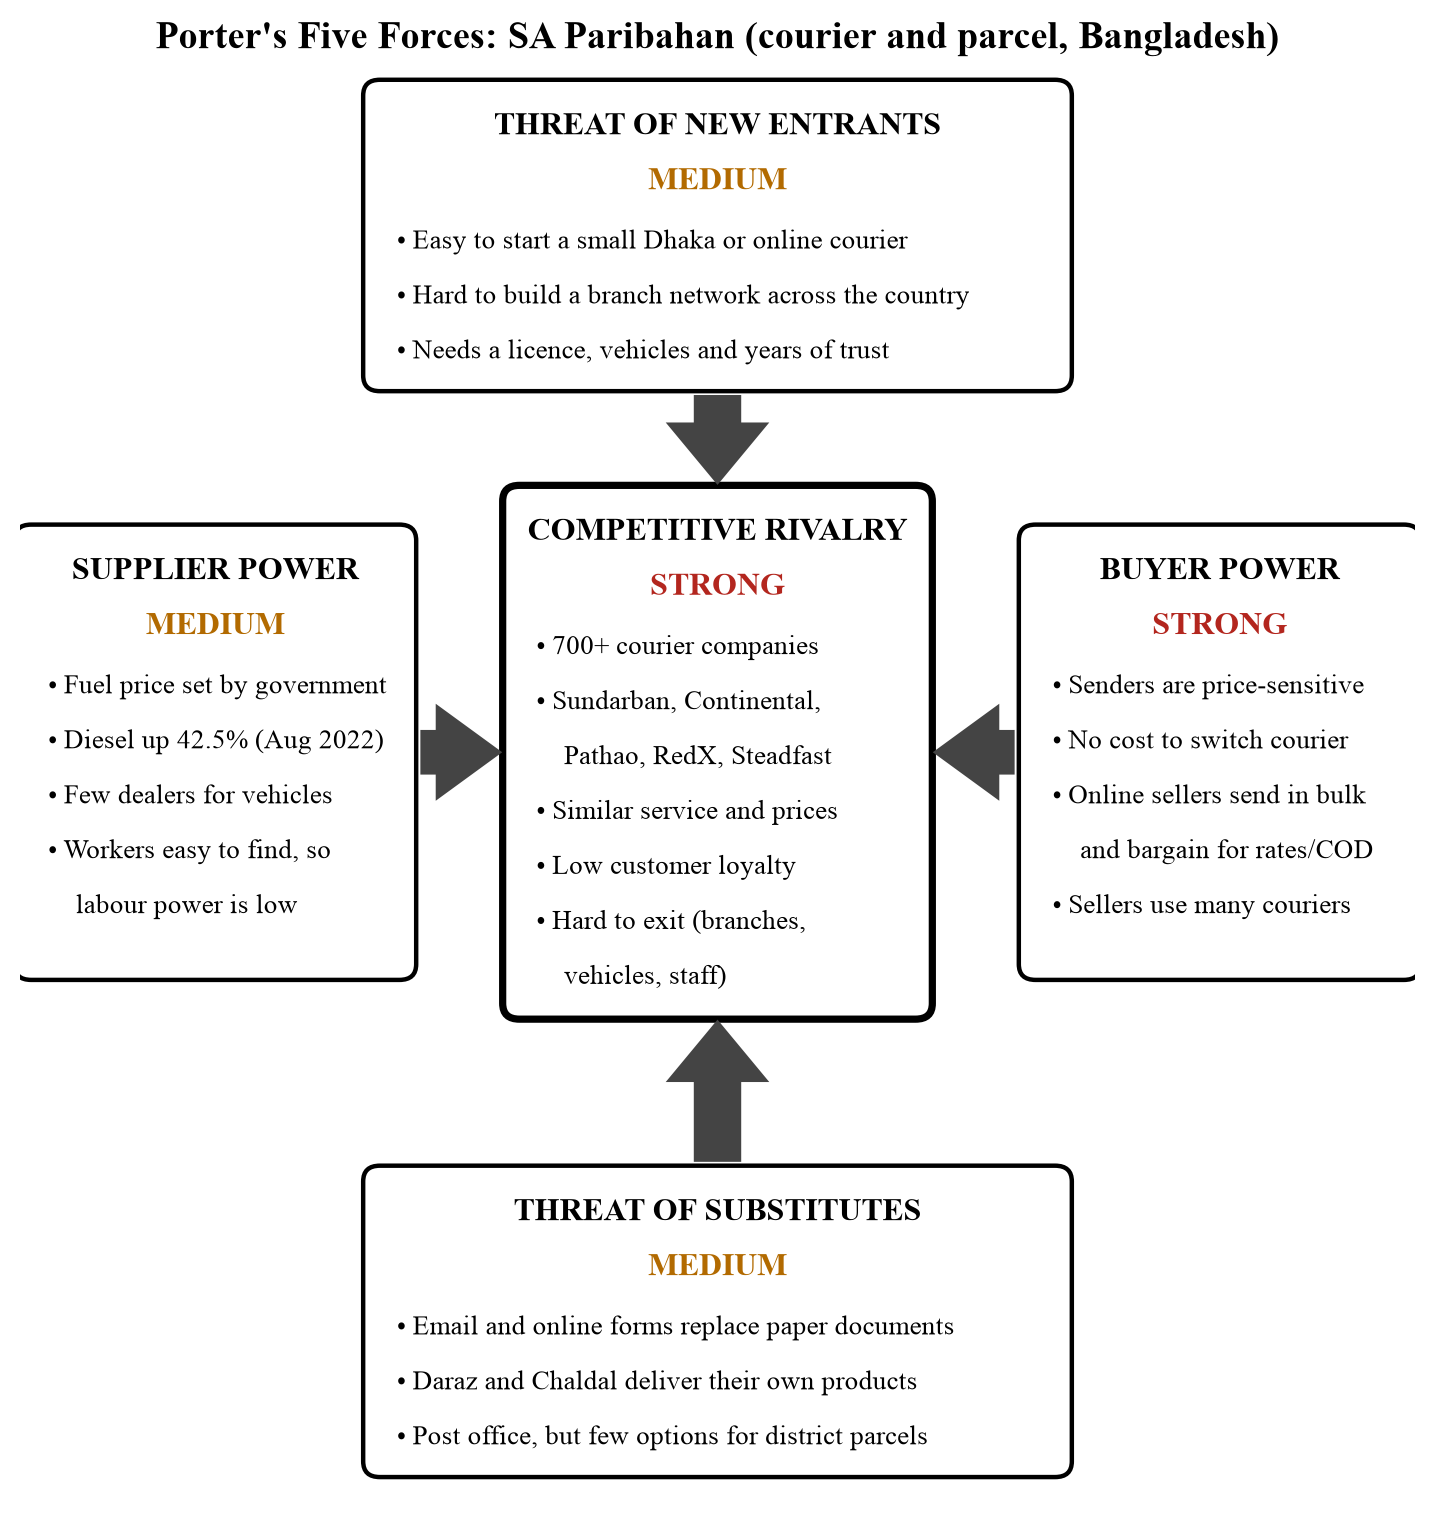 Porter's Five Forces: SA Paribahan (courier and parcel, Bangladesh)
THREAT OF NEW ENTRANTS
MEDIUM
• Easy to start a small Dhaka or online courier
• Hard to build a branch network across the country
• Needs a licence, vehicles and years of trust
SUPPLIER POWER
MEDIUM
• Fuel price set by government
• Diesel up 42.5% (Aug 2022)
• Few dealers for vehicles
• Workers easy to find, so
labour power is low
COMPETITIVE RIVALRY
STRONG
• 700+ courier companies
• Sundarban, Continental,
Pathao, RedX, Steadfast
• Similar service and prices
• Low customer loyalty
• Hard to exit (branches,
vehicles, staff)
BUYER POWER
STRONG
• Senders are price-sensitive
• No cost to switch courier
• Online sellers send in bulk
and bargain for rates/COD
• Sellers use many couriers
THREAT OF SUBSTITUTES
MEDIUM
• Email and online forms replace paper documents
• Daraz and Chaldal deliver their own products
• Post office, but few options for district parcels